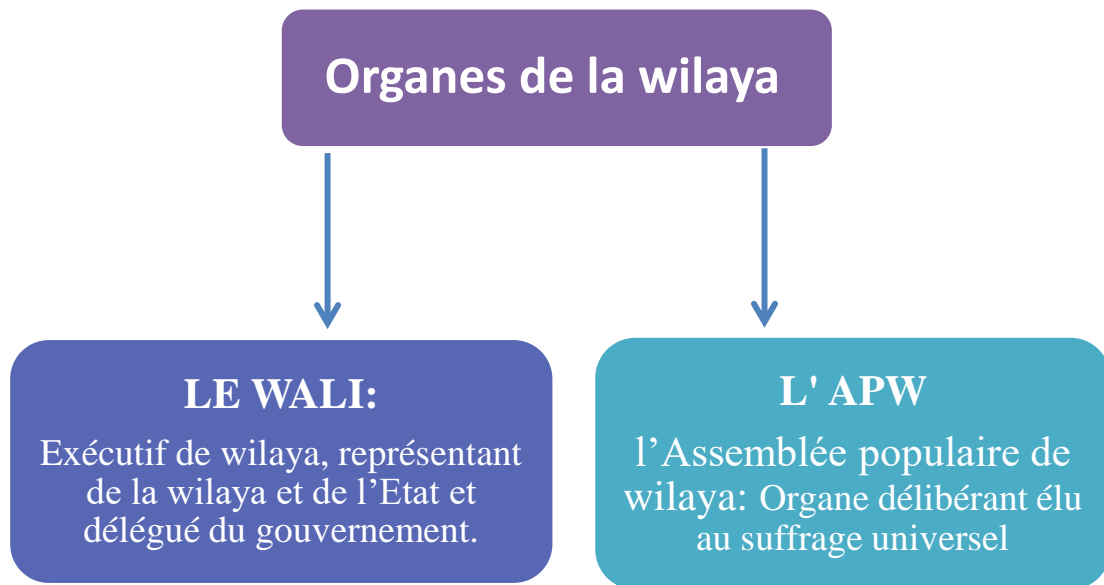 Organes de la wilaya
LE WALI:
Exécutif de wilaya, représentant
de la wilaya et de l’Etat et
délégué du gouvernement.
L' APW
l’Assemblée populaire de
wilaya: Organe délibérant élu
au suffrage universel